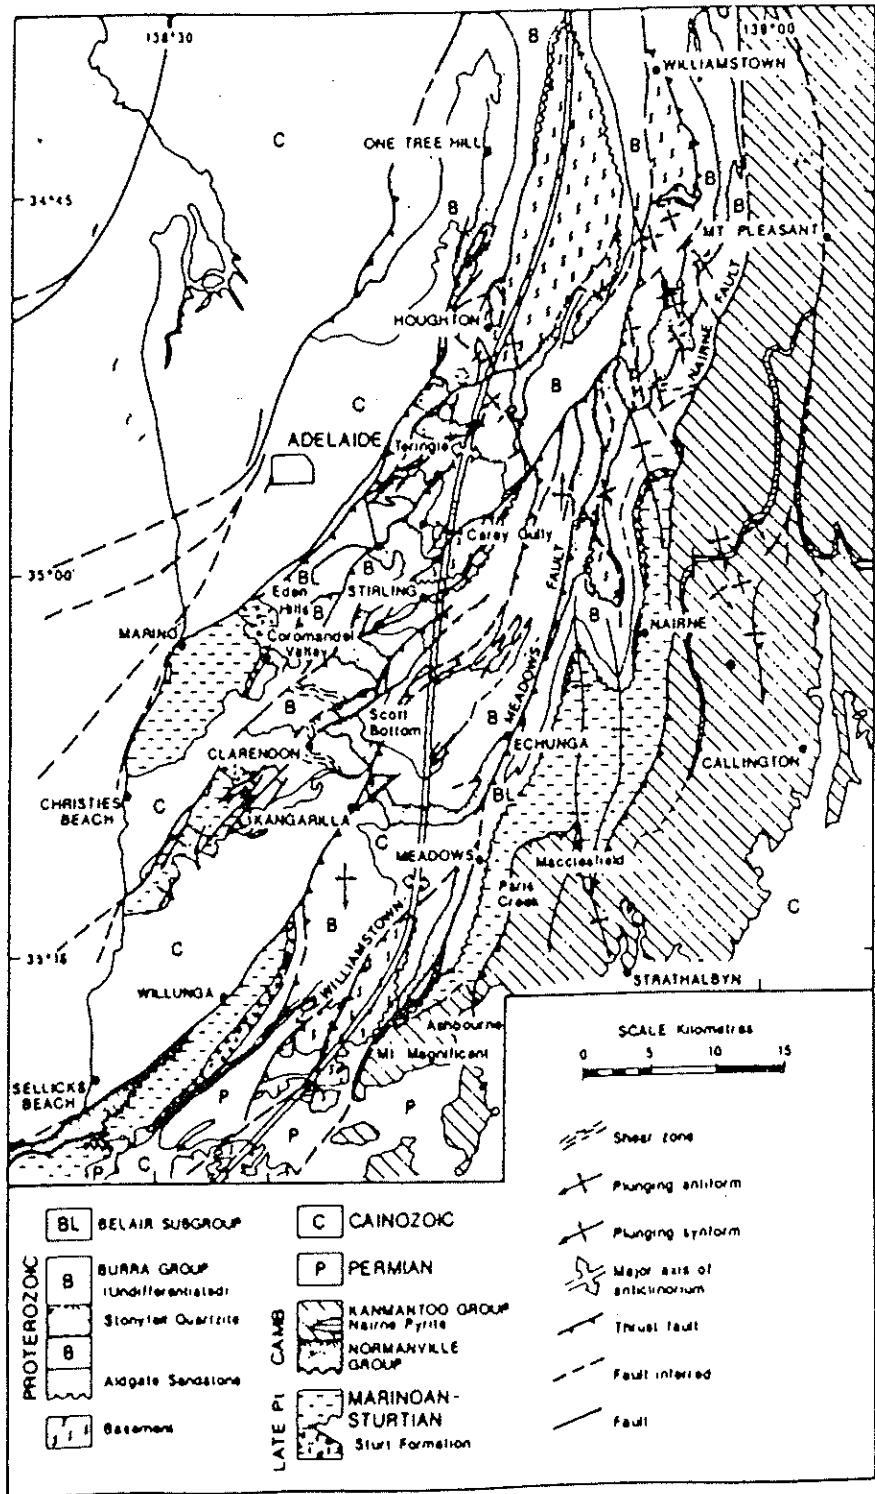 138°30
139°00
B
WILLIAMSTOWN
C
ONE TREE HILL
B
B
34°45
B
B
MT PLEASANT
FAULT
HOUGHTON
NAIRNE
B
C
ADELAIDE
Teringie
Carey Gully
35°00
BL
B
Eden
Hills
B
STIRLING
FAULT
B
MARINO
Coromandel
Valley
NAIRNE
MEADOWS
B
Scott
Bottom
B
CLARENDON
ECHUNGA
CALLINGTON
BL
CHRISTIES
BEACH
C
KANGARILLA
C
MEADOWS
Macclesfield
Paris
Creek
C
B
C
WILLIAMSTOWN
STRATHALBYN
WILLUNGA
Ashbourne
Mt Magnificent
SELLICKS
BEACH
P
P
P
P
C
SCALE Kilometres
0 5 10 15
Shear zone
Plunging antiform
Plunging synform
Major axis of
anticlinorium
Thrust fault
Fault inferred
Fault
PROTEROZOIC
BL BELAIR SUBGROUP
B BURRA GROUP
(Undifferentiated)
Stonyfell Quartzite
B
Aldgate Sandstone
Basement
C CAINOZOIC
P PERMIAN
CAMB
KANMANTOO GROUP
Nairne Pyrite
NORMANVILLE
GROUP
LATE Pt
MARINOAN-
STURTIAN
Sturt Formation